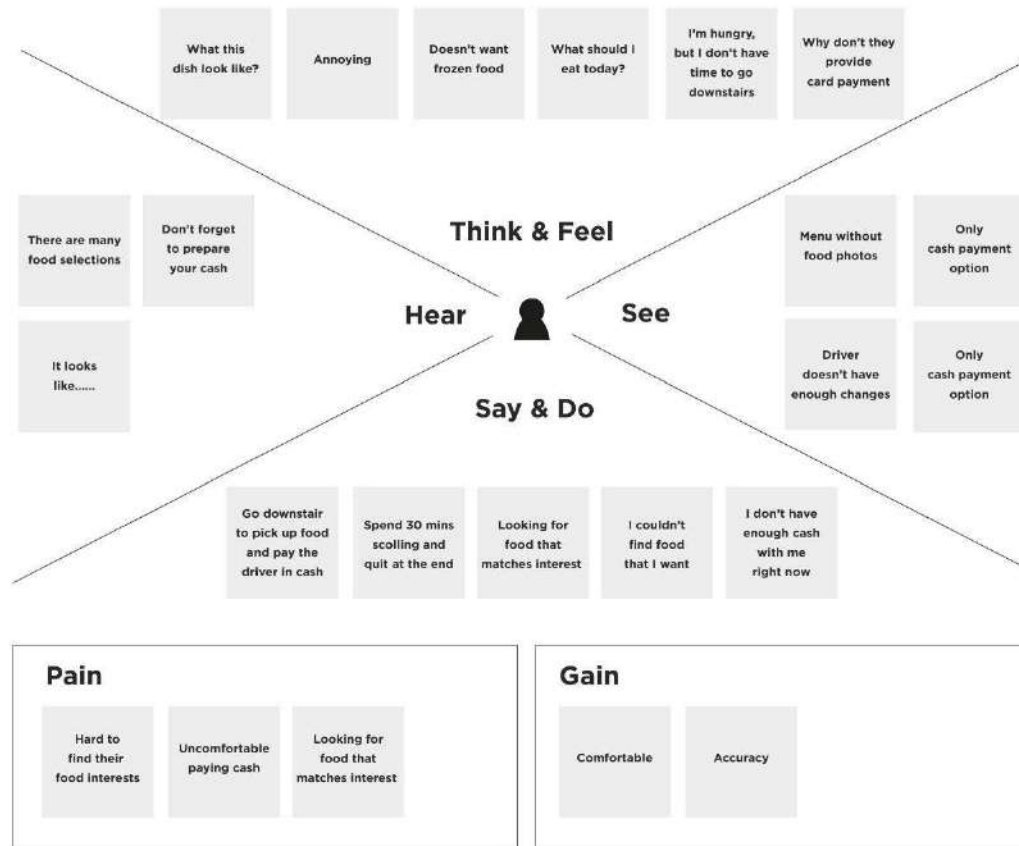 What this
dish look like?
Annoying
Doesn't want
frozen food
What should I
eat today?
I'm hungry,
but I don't have
time to go
downstairs
Why don't they
provide
card payment
Think & Feel
There are many
food selections
Don't forget
to prepare
your cash
It looks
like......
Hear
See
Menu without
food photos
Only
cash payment
option
Driver
doesn't have
enough changes
Only
cash payment
option
Say & Do
Go downstair
to pick up food
and pay the
driver in cash
Spend 30 mins
scolling and
quit at the end
Looking for
food that
matches interest
I couldn't
find food
that I want
I don't have
enough cash
with me
right now
Pain
Hard to
find their
food interests
Uncomfortable
paying cash
Looking for
food that
matches interest
Gain
Comfortable
Accuracy